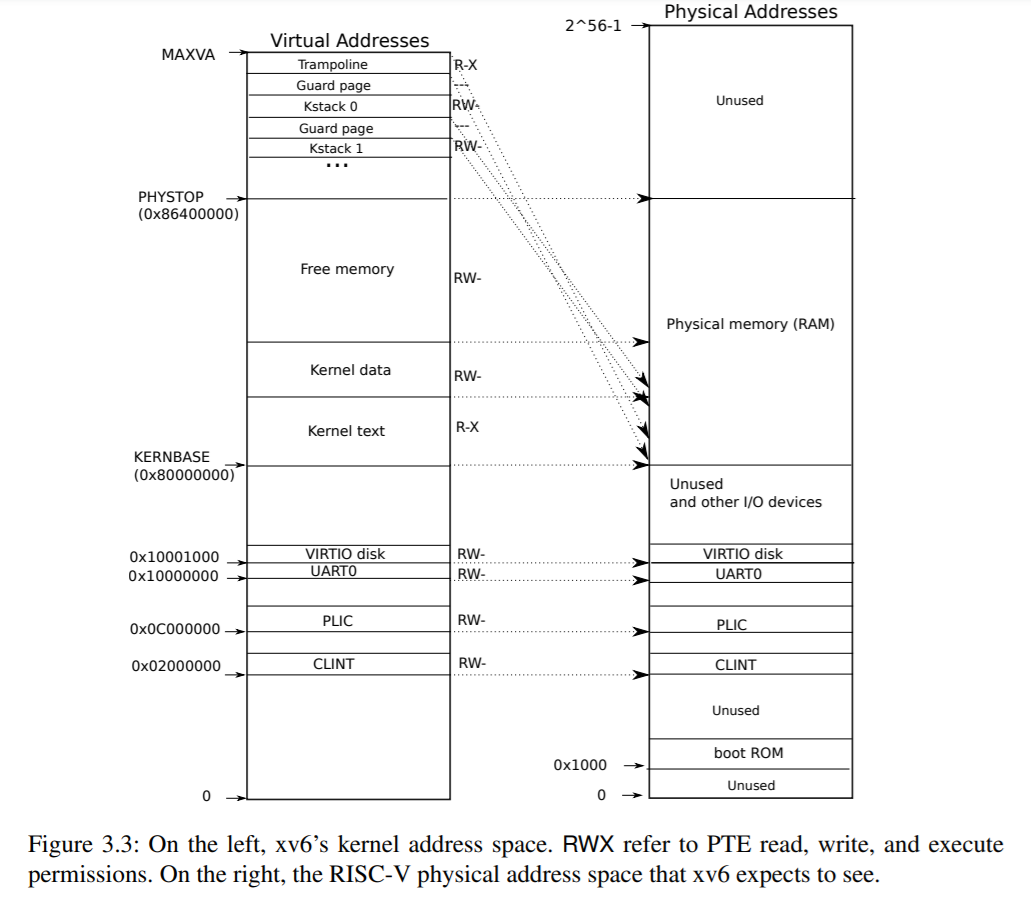 Physical Addresses
2^56-1
Virtual Addresses
MAXVA
Trampoline
R-X
Guard page
---
Kstack 0
RW-
Guard page
---
Kstack 1
RW-
...
Unused
PHYSTOP
(0x86400000)
Free memory
RW-
Physical memory (RAM)
Kernel data
RW-
Kernel text
R-X
KERNBASE
(0x80000000)
Unused
and other I/O devices
0x10001000
VIRTIO disk
RW-
VIRTIO disk
0x10000000
UART0
RW-
UART0
0x0C000000
PLIC
RW-
PLIC
0x02000000
CLINT
RW-
CLINT
Unused
boot ROM
0x1000
Unused
0
0
Figure 3.3: On the left, xv6’s kernel address space. RWX refer to PTE read, write, and execute
permissions. On the right, the RISC-V physical address space that xv6 expects to see.